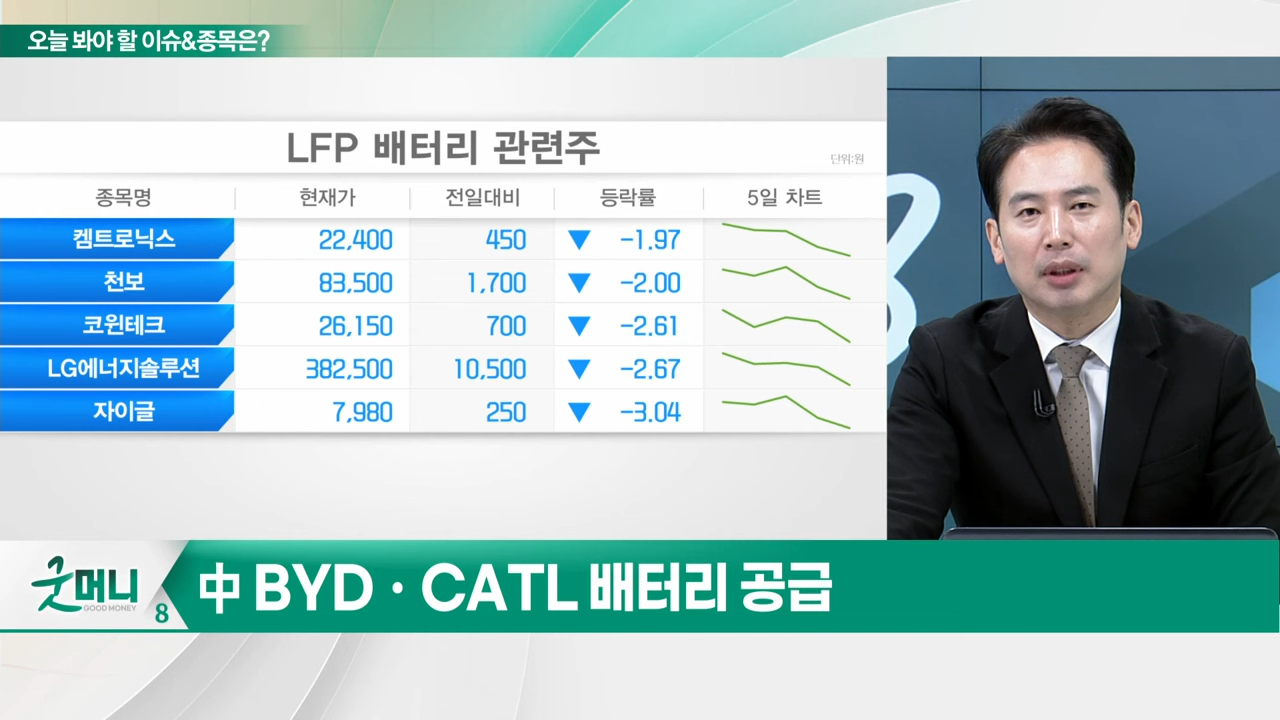 오늘 봐야 할 이슈&종목은?
LFP 배터리 관련주
단위:원
종목명 현재가 전일대비 등락률 5일 차트
켐트로닉스 22,400 450 ▼ -1.97
천보 83,500 1,700 ▼ -2.00
코윈테크 26,150 700 ▼ -2.61
LG에너지솔루션 382,500 10,500 ▼ -2.67
자이글 7,980 250 ▼ -3.04
굿머니
GOOD MONEY
8
中 BYD · CATL 배터리 공급